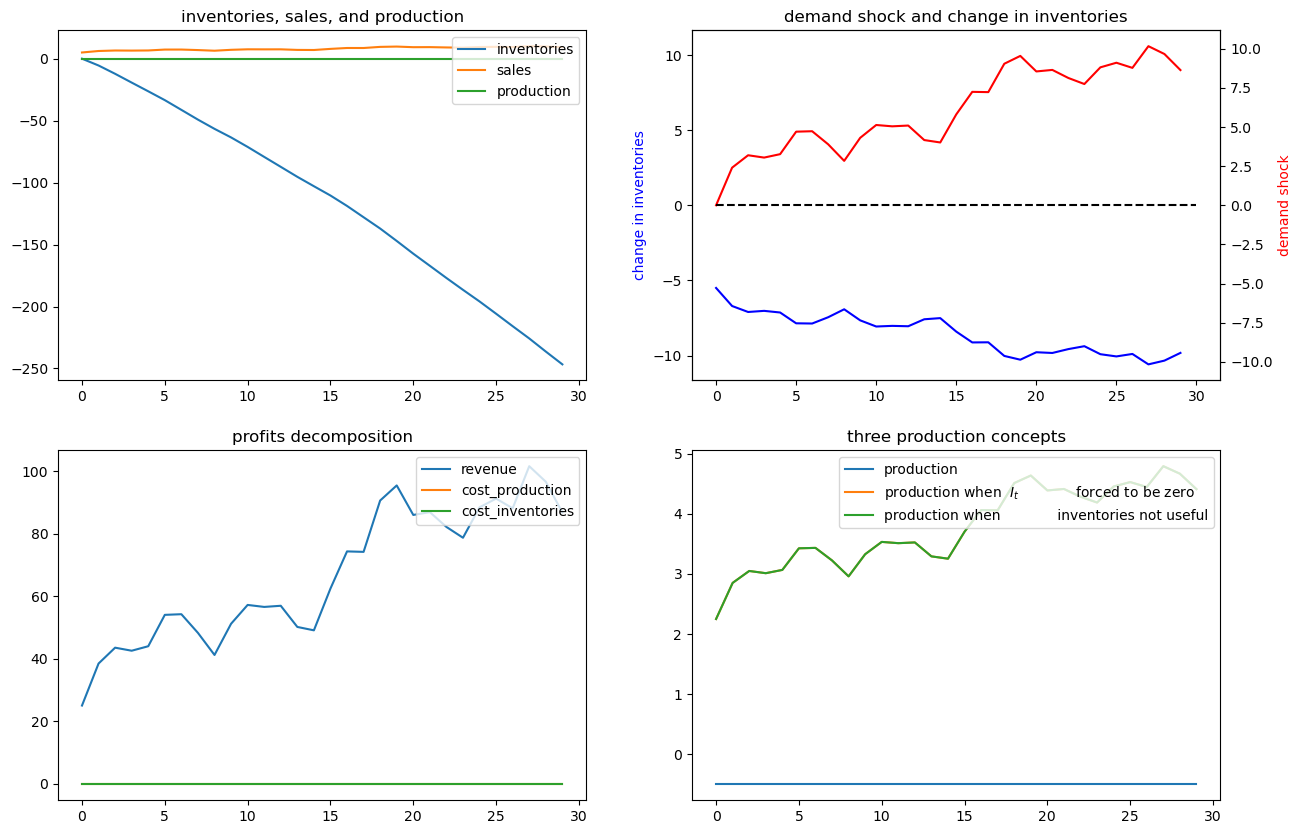 inventories, sales, and production
0
−50
−100
−150
−200
−250
0 5 10 15 20 25 30
inventories
sales
production
demand shock and change in inventories
change in inventories
10
5
0
−5
−10
0 5 10 15 20 25 30
10.0
7.5
5.0
2.5
0.0
−2.5
−5.0
−7.5
−10.0
demand shock
profits decomposition
100
80
60
40
20
0
0 5 10 15 20 25 30
revenue
cost_production
cost_inventories
three production concepts
5
4
3
2
1
0
0 5 10 15 20 25 30
production
production when I_t forced to be zero
production when inventories not useful